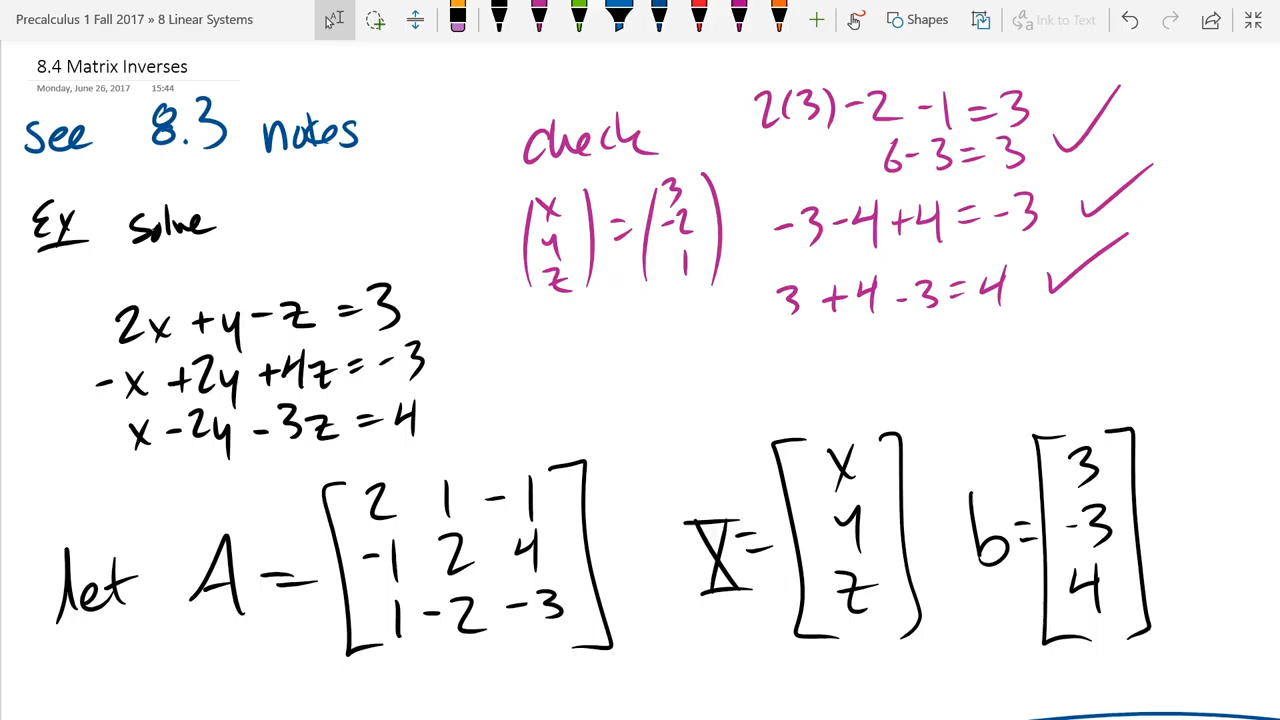 Precalculus 1 Fall 2017 » 8 Linear Systems
Shapes
Ink to Text
8.4 Matrix Inverses
Monday, June 26, 2017 15:44
see 8.3 notes
Ex solve
2x + y - z = 3
-x + 2y + 4z = -3
x - 2y - 3z = 4
check
(x y z) = (3 -2 1)
2(3) - 2 - 1 = 3 ✓
6 - 3 = 3
-3 - 4 + 4 = -3 ✓
3 + 4 - 3 = 4 ✓
let A = [2 1 -1
-1 2 4
1 -2 -3]
X = [x
y
z]
b = [3
-3
4]